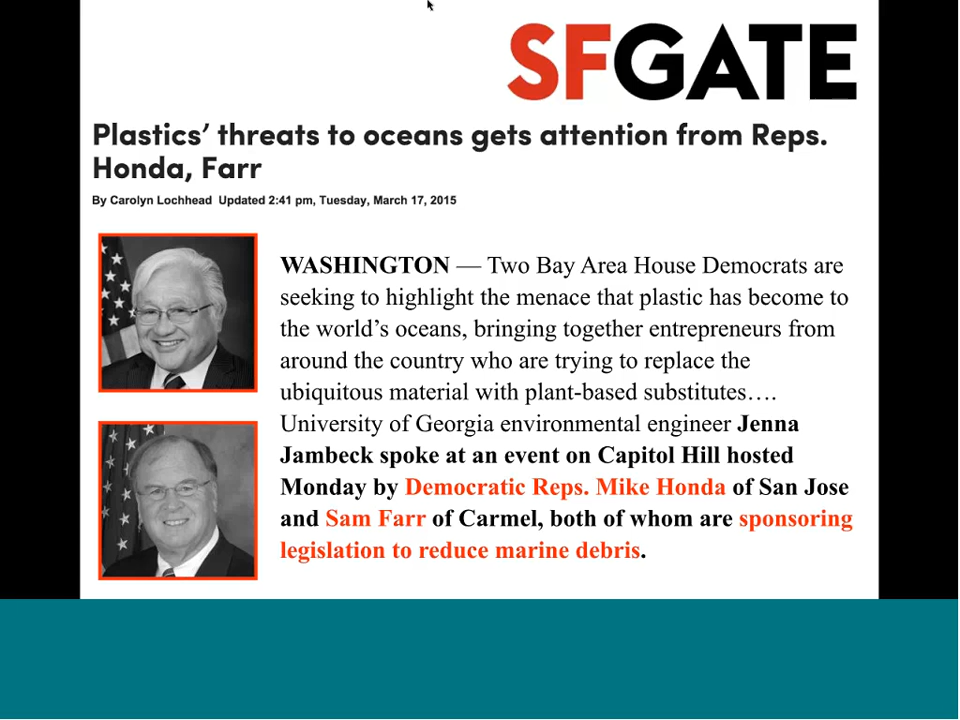 SFGATE
Plastics’ threats to oceans gets attention from Reps.
Honda, Farr
By Carolyn Lochhead  Updated 2:41 pm, Tuesday, March 17, 2015
WASHINGTON — Two Bay Area House Democrats are
seeking to highlight the menace that plastic has become to
the world’s oceans, bringing together entrepreneurs from
around the country who are trying to replace the
ubiquitous material with plant-based substitutes….
University of Georgia environmental engineer Jenna
Jambeck spoke at an event on Capitol Hill hosted
Monday by Democratic Reps. Mike Honda of San Jose
and Sam Farr of Carmel, both of whom are sponsoring
legislation to reduce marine debris.